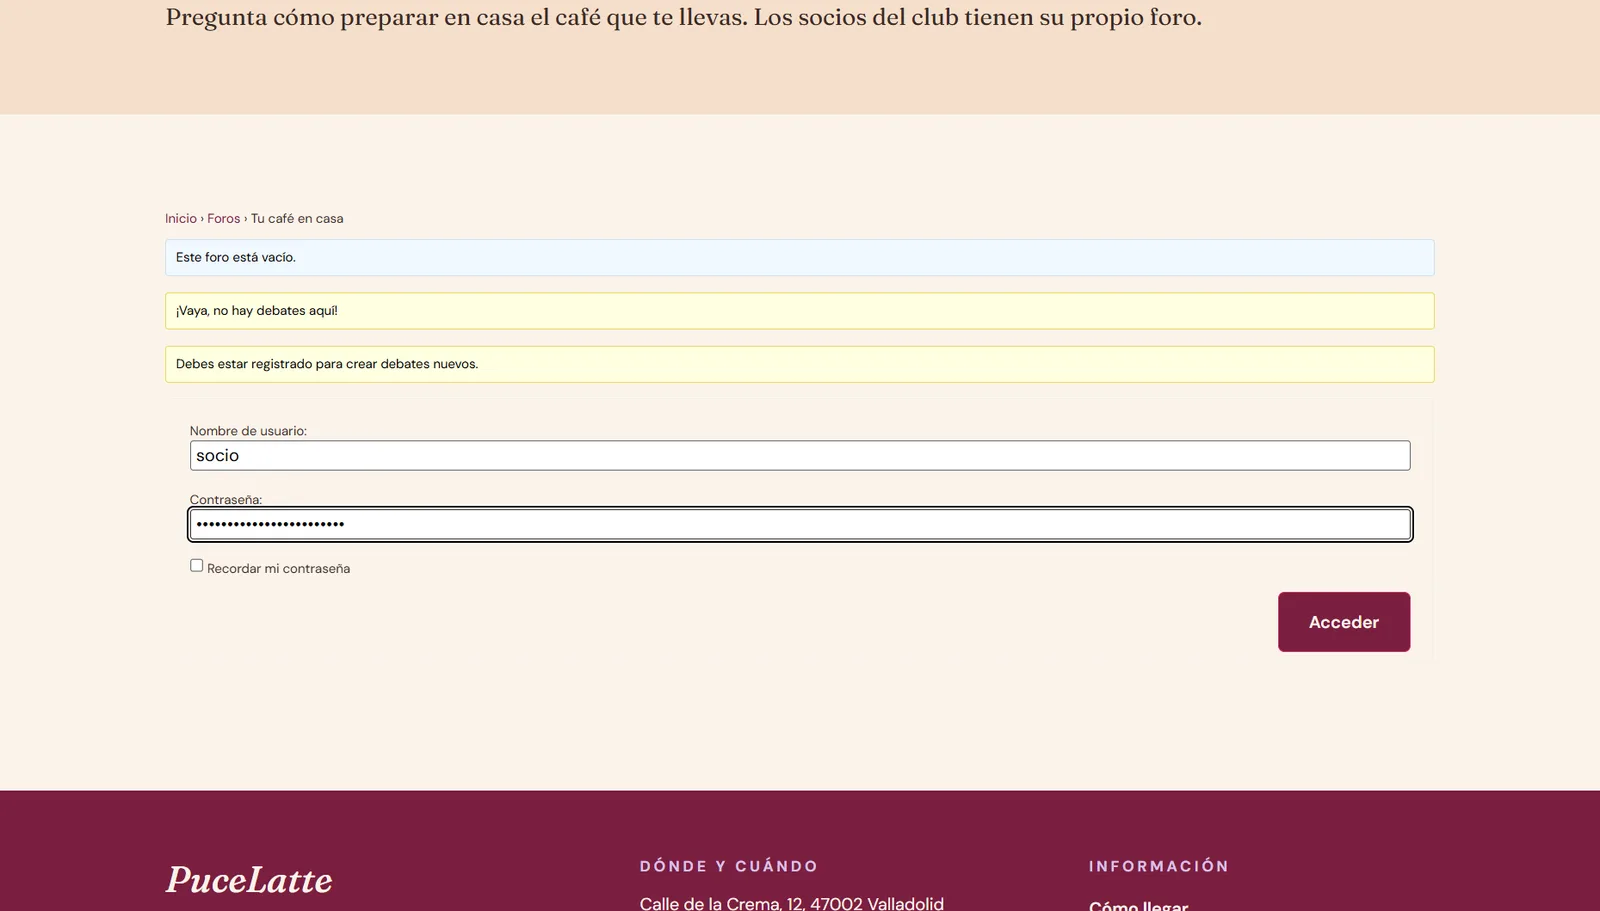 Pregunta cómo preparar en casa el café que te llevas. Los socios del club tienen su propio foro.
Inicio › Foros › Tu café en casa
Este foro está vacío.
¡Vaya, no hay debates aquí!
Debes estar registrado para crear debates nuevos.
Nombre de usuario:
socio
Contraseña:
••••••••••••••••••••••••
Recordar mi contraseña
Acceder
PuceLatte
DÓNDE Y CUÁNDO
Calle de la Crema, 12, 47002 Valladolid
INFORMACIÓN
Cómo llegar